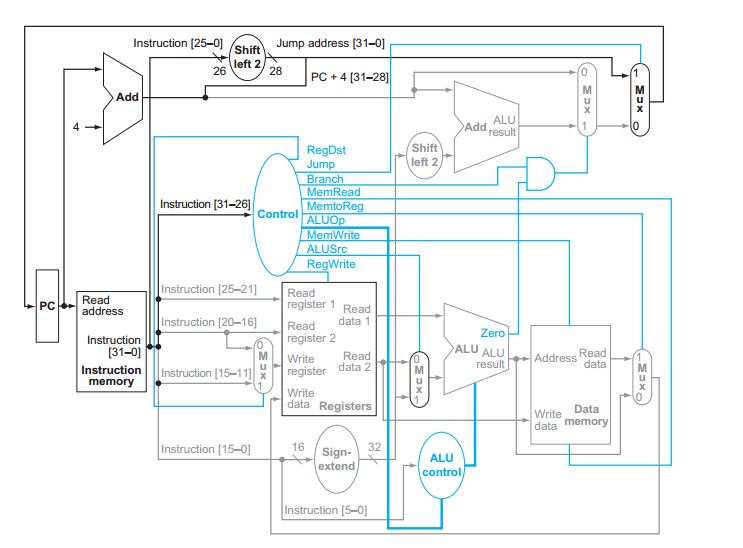 Instruction [25–0]
Shift
left 2
Jump address [31–0]
26
28
PC + 4 [31–28]
Add
4
0
M
u
x
1
1
M
u
x
0
Add
ALU
result
Shift
left 2
RegDst
Jump
Branch
MemRead
Instruction [31–26]
Control
MemtoReg
ALUOp
MemWrite
ALUSrc
RegWrite
PC
Read
address
Instruction
[31–0]
Instruction
memory
Instruction [25–21]
Instruction [20–16]
Instruction [15–11]
0
M
u
x
1
Read
register 1
Read
data 1
Read
register 2
Write
register
Read
data 2
Write
data
Registers
0
M
u
x
1
Zero
ALU
ALU
result
Address
Read
data
Write
data
Data
memory
1
M
u
x
0
Instruction [15–0]
16
Sign-
extend
32
ALU
control
Instruction [5–0]